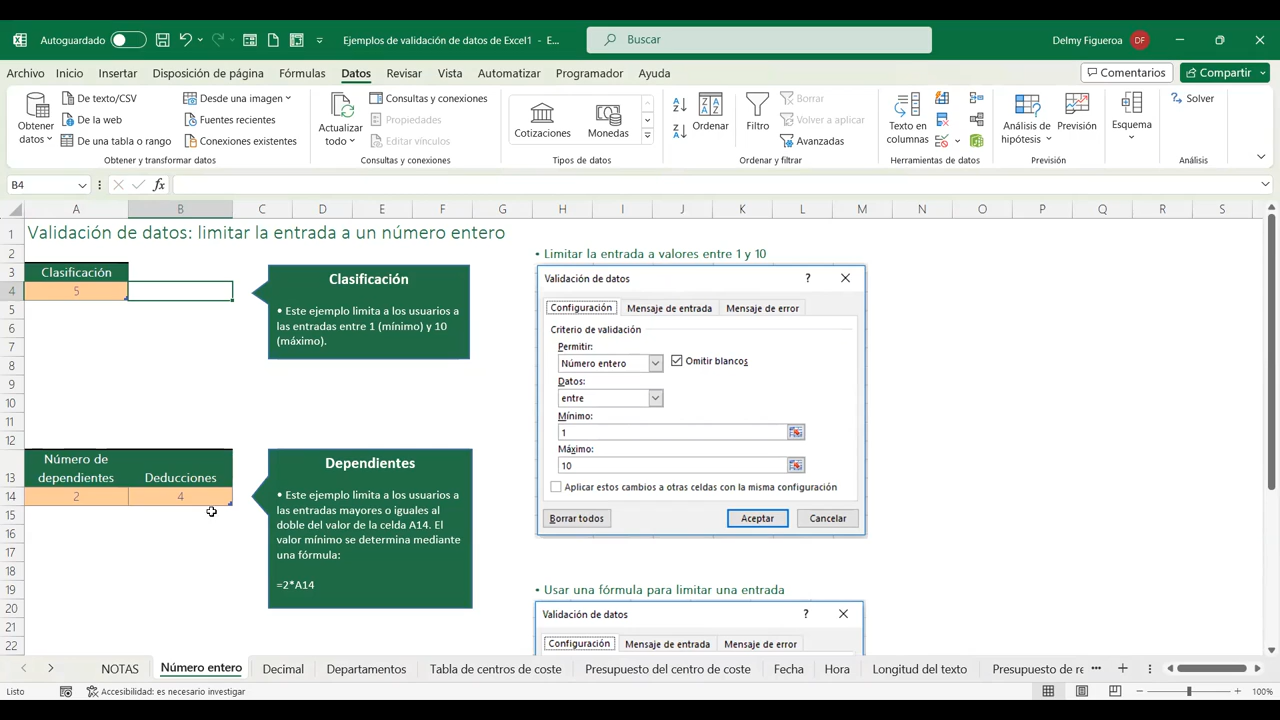 Autoguardado
Ejemplos de validación de datos de Excel1 - E...
Buscar
Delmy Figueroa DF
Archivo Inicio Insertar Disposición de página Fórmulas Datos Revisar Vista Automatizar Programador Ayuda
Comentarios Compartir
Obtener datos
De texto/CSV
De la web
De una tabla o rango
Desde una imagen
Fuentes recientes
Conexiones existentes
Obtener y transformar datos
Actualizar todo
Consultas y conexiones
Propiedades
Editar vínculos
Consultas y conexiones
Cotizaciones Monedas
Tipos de datos
Ordenar
Filtro
Borrar
Volver a aplicar
Avanzadas
Ordenar y filtrar
Texto en columnas
Herramientas de datos
Análisis de hipótesis
Previsión
Previsión
Esquema
Solver
Análisis
B4 fx
A B C D E F G H I J K L M N O P Q R S
1 Validación de datos: limitar la entrada a un número entero
2 • Limitar la entrada a valores entre 1 y 10
3 Clasificación
4 5
5
6
7
8
9
10
11
12
Clasificación
• Este ejemplo limita a los usuarios a
las entradas entre 1 (mínimo) y 10
(máximo).
Validación de datos ?
Configuración Mensaje de entrada Mensaje de error
Criterio de validación
Permitir:
Número entero Omitir blancos
Datos:
entre
Mínimo:
1
Máximo:
10
Aplicar estos cambios a otras celdas con la misma configuración
Borrar todos Aceptar Cancelar
Número de
13 dependientes Deducciones
14 2 4
15
16
17
18
19
20
21
22
Dependientes
• Este ejemplo limita a los usuarios a
las entradas mayores o iguales al
doble del valor de la celda A14. El
valor mínimo se determina mediante
una fórmula:
=2*A14
• Usar una fórmula para limitar una entrada
Validación de datos ?
Configuración Mensaje de entrada Mensaje de error
NOTAS Número entero Decimal Departamentos Tabla de centros de coste Presupuesto del centro de coste Fecha Hora Longitud del texto Presupuesto de re ...
Listo Accesibilidad: es necesario investigar 100%